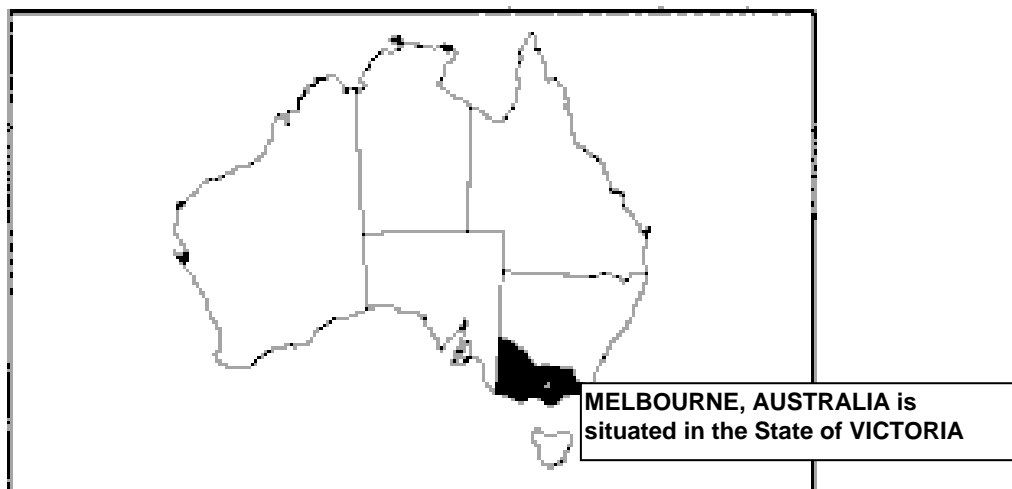 MELBOURNE, AUSTRALIA is
situated in the State of VICTORIA